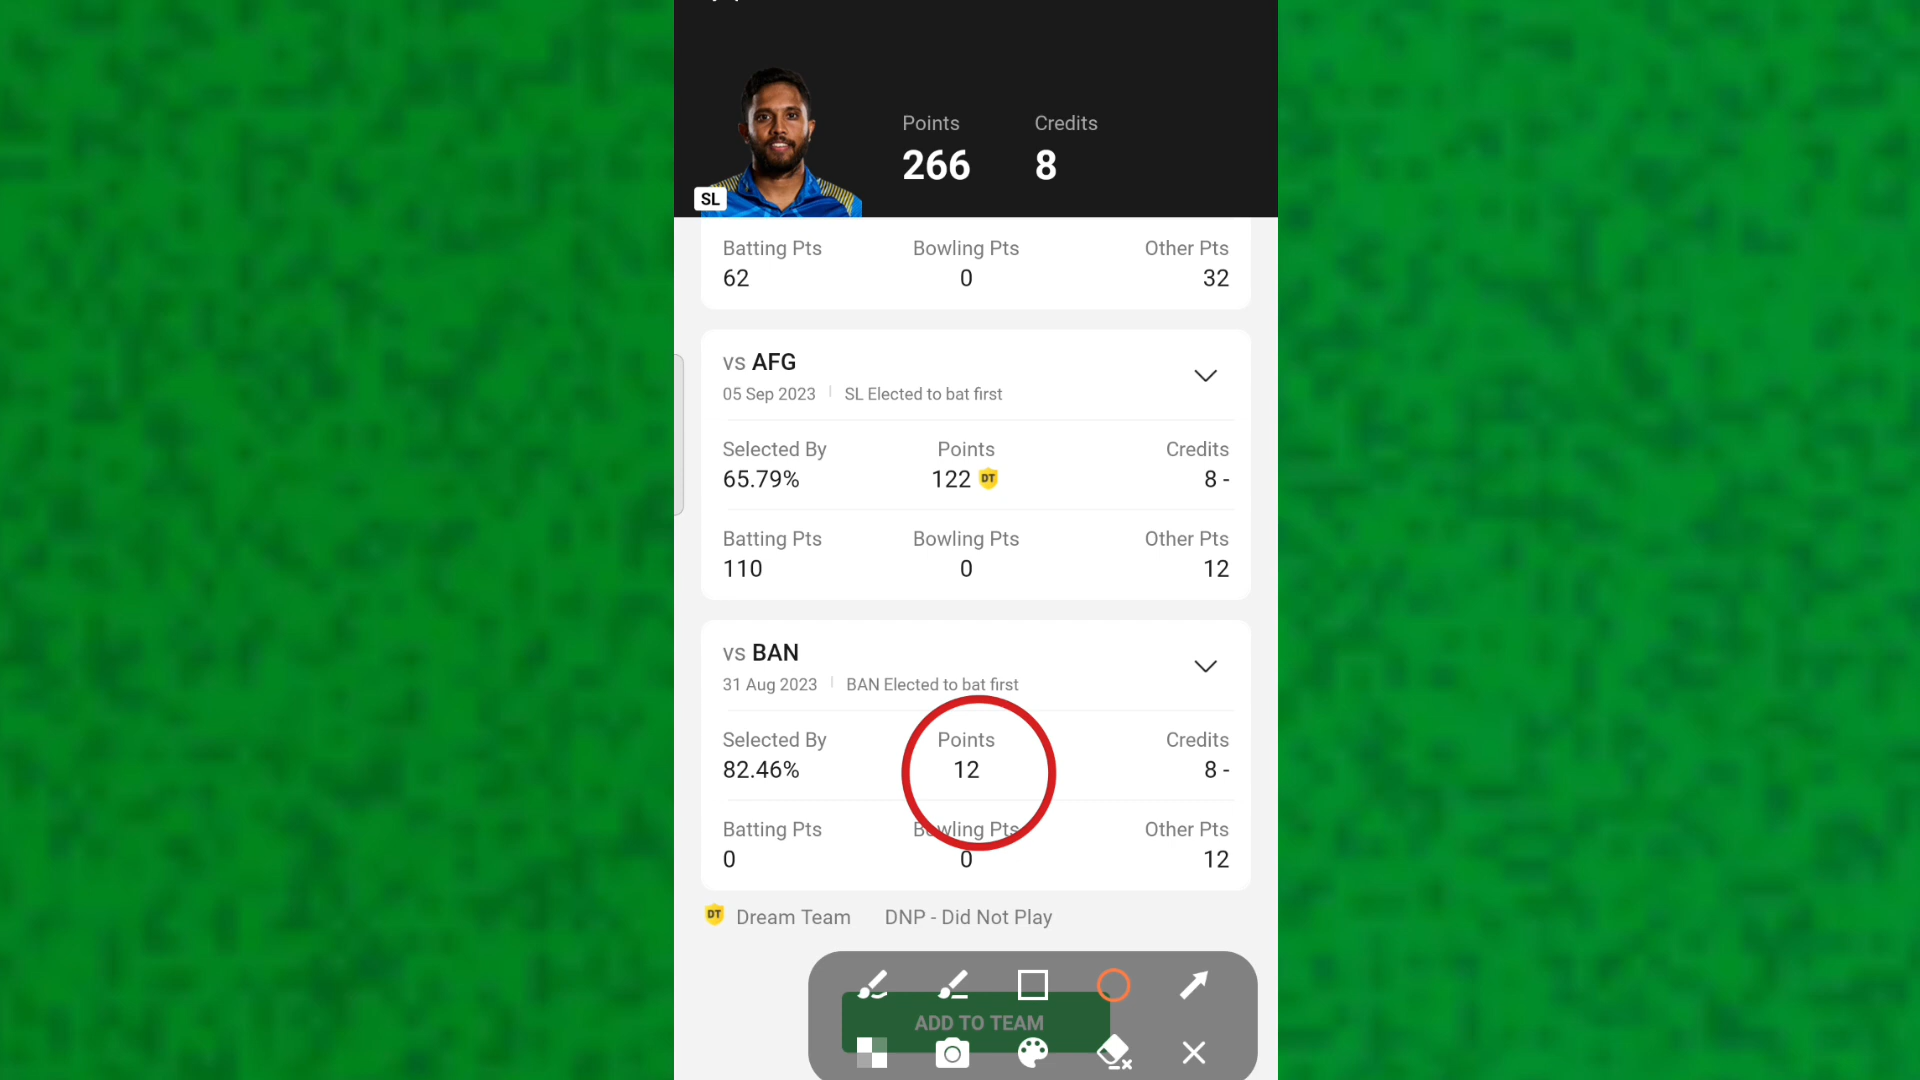 Points Credits
266 8
SL
Batting Pts Bowling Pts Other Pts
62 0 32
vs AFG
05 Sep 2023 SL Elected to bat first
Selected By Points Credits
65.79% 122 DT 8 -
Batting Pts Bowling Pts Other Pts
110 0 12
vs BAN
31 Aug 2023 BAN Elected to bat first
Selected By Points Credits
82.46% 12 8 -
Batting Pts Bowling Pts Other Pts
0 0 12
DT Dream Team DNP - Did Not Play
ADD TO TEAM